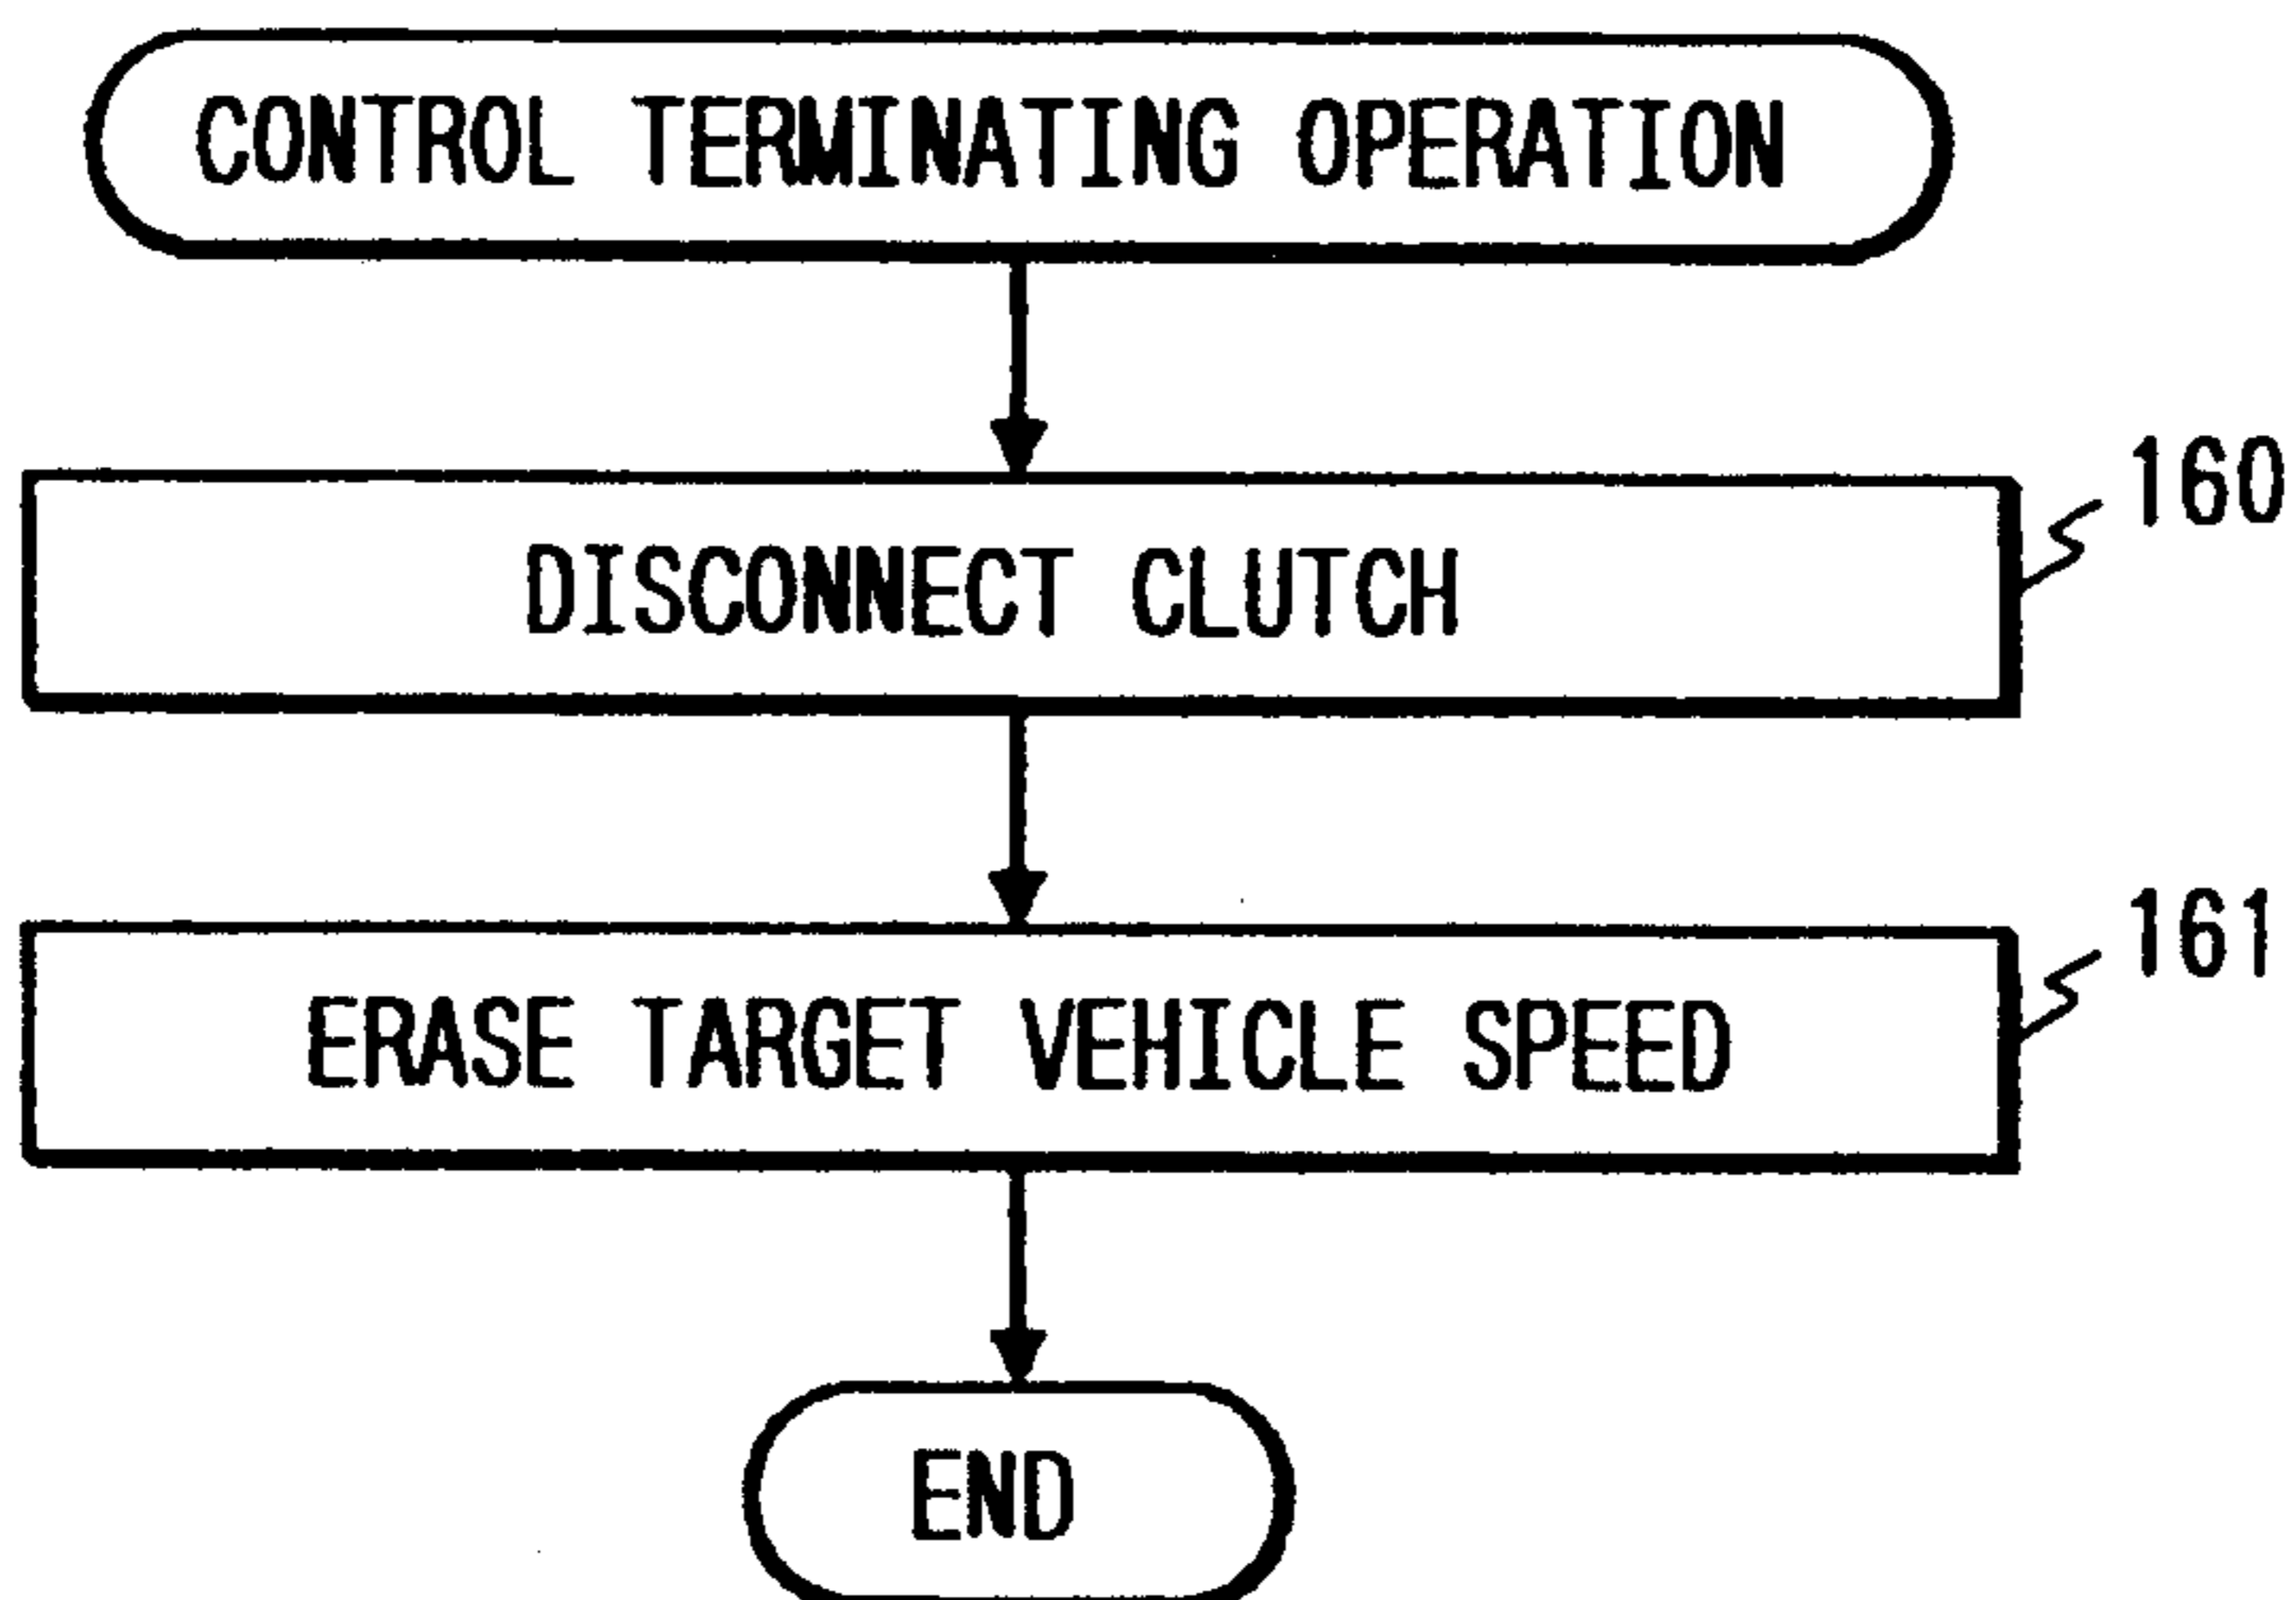 CONTROL TERMINATING OPERATION
160
DISCONNECT CLUTCH
161
ERASE TARGET VEHICLE SPEED
END